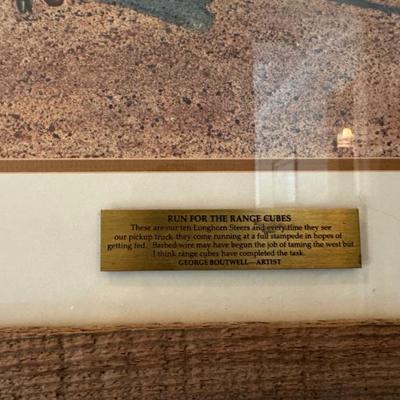 RUN FOR THE RANGE CUBES
These are our ten Longhorn Steers and every time they see
our pickup truck, they come running at a full stampede in hopes of
getting fed. Barbed wire may have begun the job of taming the west but
I think range cubes have completed the task.
GEORGE BOUTWELL—ARTIST